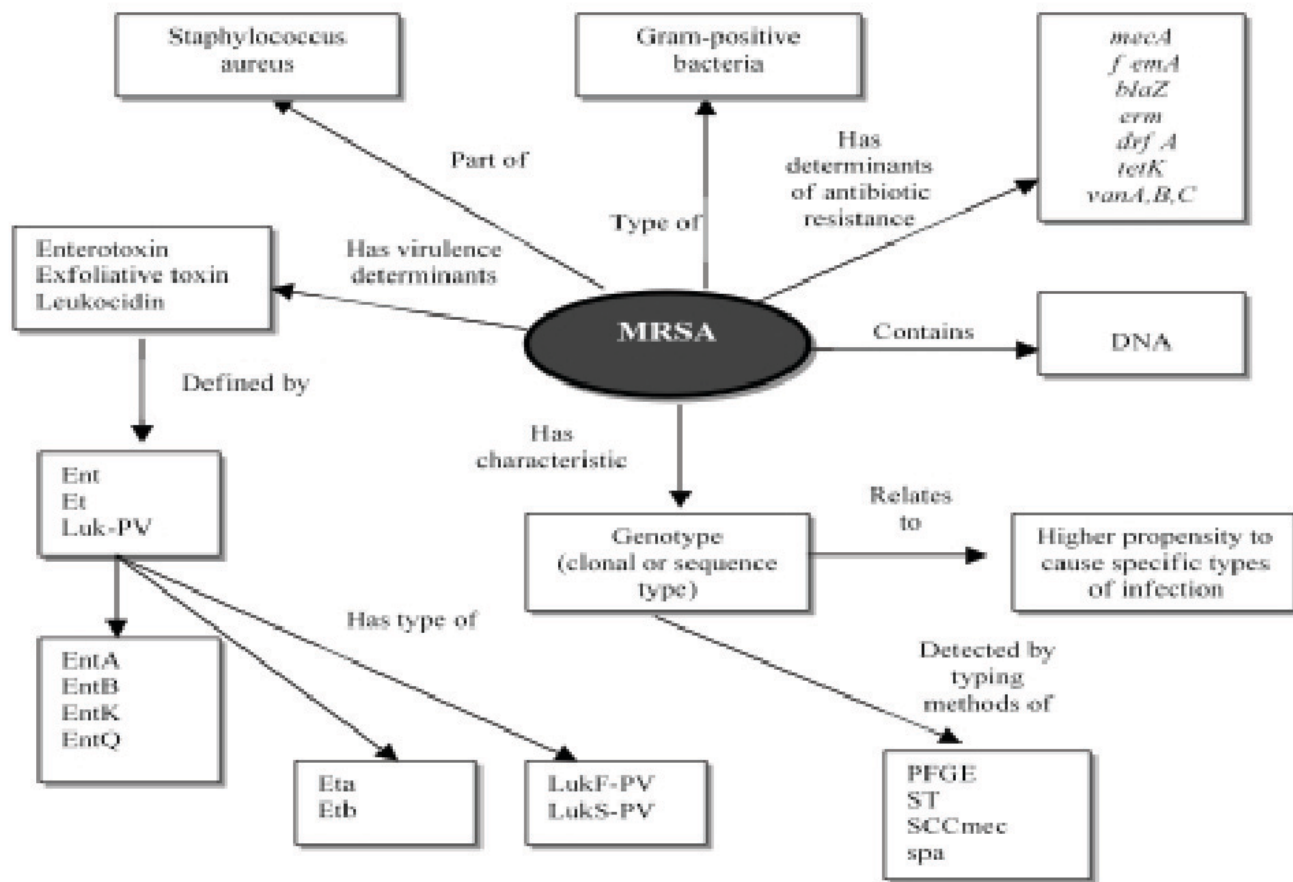 Staphylococcus
aureus
Gram-positive
bacteria
mecA
f emA
blaZ
erm
drf A
tetK
vanA,B,C
Part of
Type of
Has
determinants
of antibiotic
resistance
Enterotoxin
Exfoliative toxin
Leukocidin
Has virulence
determinants
MRSA
Contains
DNA
Defined by
Has
characteristic
Ent
Et
Luk-PV
Genotype
(clonal or sequence
type)
Relates
to
Higher propensity to
cause specific types
of infection
Has type of
EntA
EntB
EntK
EntQ
Eta
Etb
LukF-PV
LukS-PV
Detected by
typing
methods of
PFGE
ST
SCCmec
spa